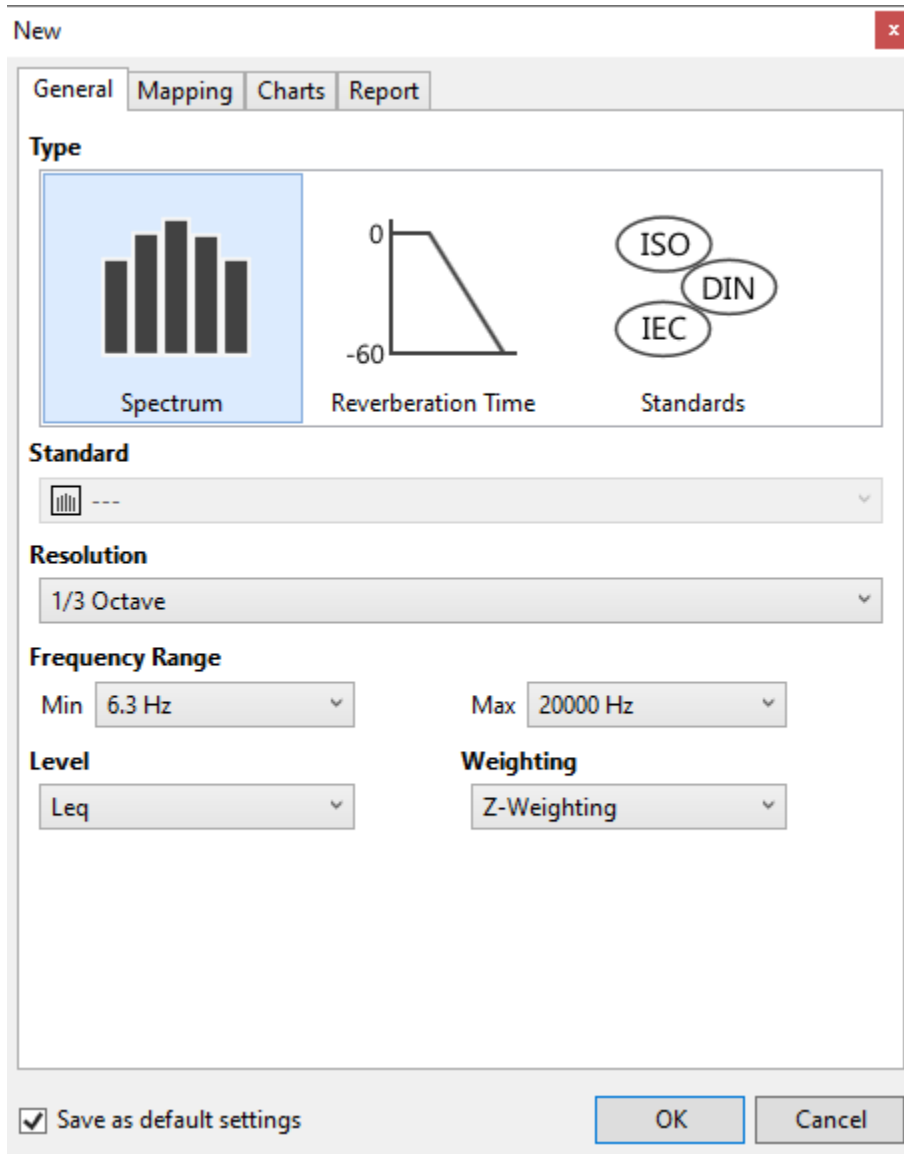 New
x
General Mapping Charts Report
Type
0
-60
ISO
DIN
IEC
Spectrum Reverberation Time Standards
Standard
---
Resolution
1/3 Octave
Frequency Range
Min 6.3 Hz Max 20000 Hz
Level Weighting
Leq Z-Weighting
Save as default settings OK Cancel